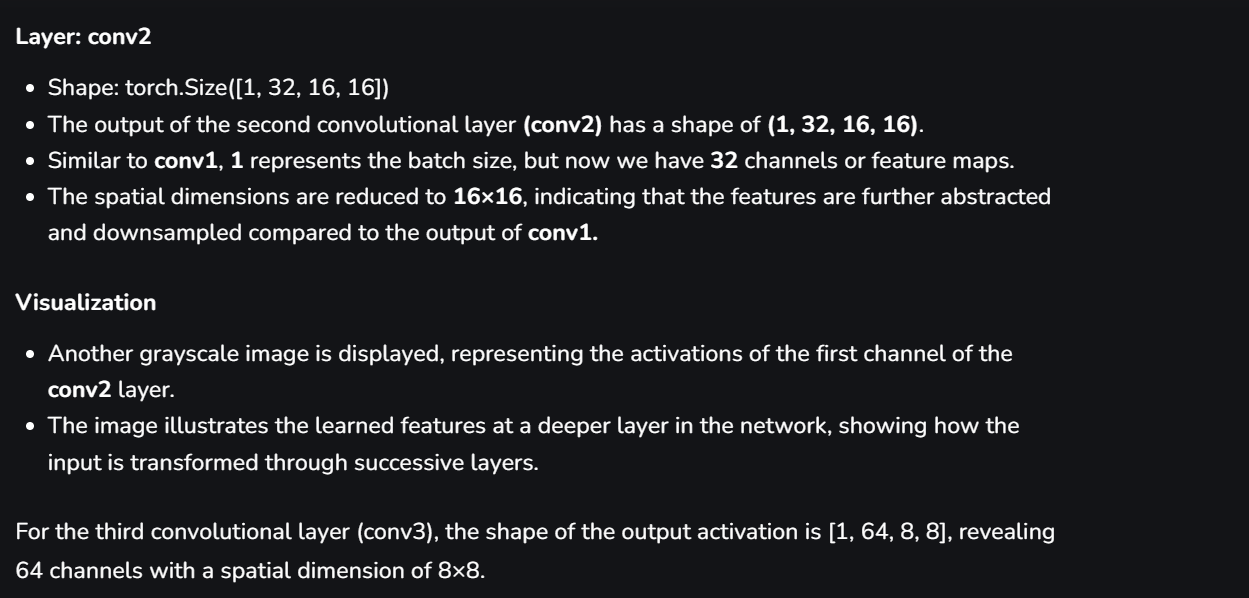 Layer: conv2
• Shape: torch.Size([1, 32, 16, 16])
• The output of the second convolutional layer (conv2) has a shape of (1, 32, 16, 16).
• Similar to conv1, 1 represents the batch size, but now we have 32 channels or feature maps.
• The spatial dimensions are reduced to 16×16, indicating that the features are further abstracted
and downsampled compared to the output of conv1.
Visualization
• Another grayscale image is displayed, representing the activations of the first channel of the
conv2 layer.
• The image illustrates the learned features at a deeper layer in the network, showing how the
input is transformed through successive layers.
For the third convolutional layer (conv3), the shape of the output activation is [1, 64, 8, 8], revealing
64 channels with a spatial dimension of 8×8.